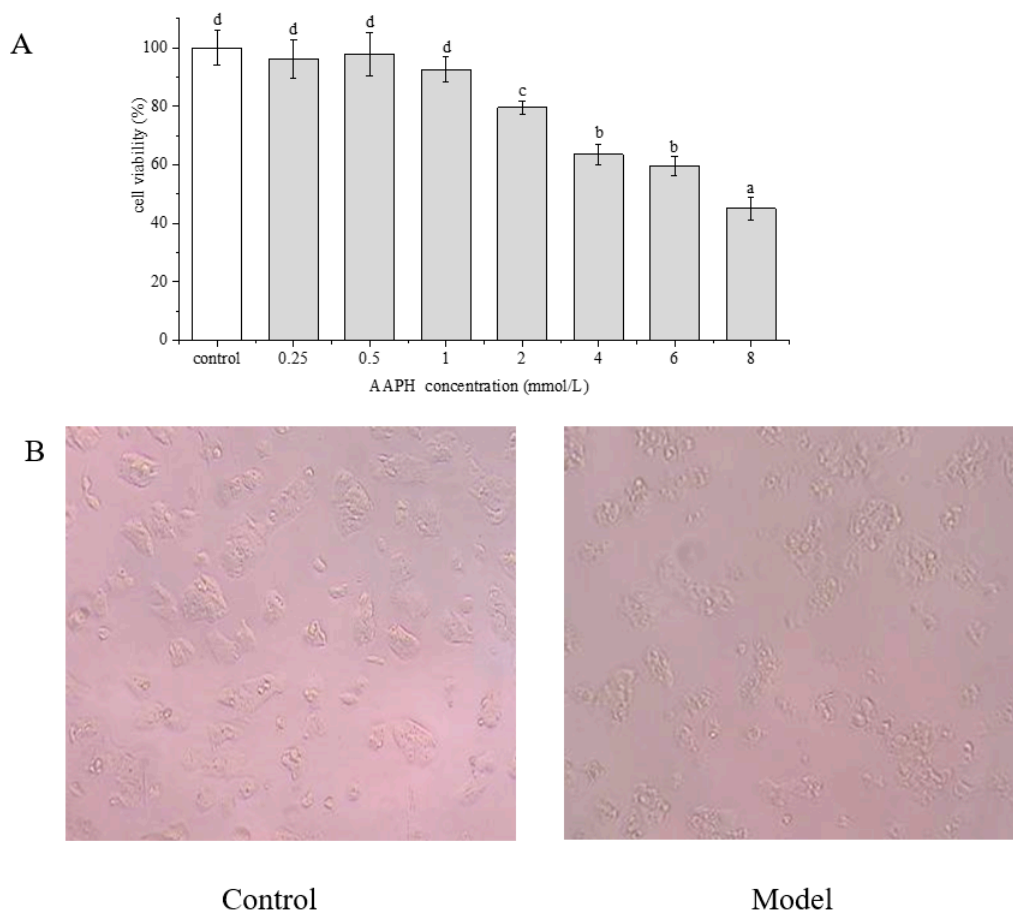 A
cell viability (%)
100
80
60
40
20
0
d
d
d
d
c
b
b
a
control 0.25 0.5 1 2 4 6 8
AAPH concentration (mmol/L)
B
Control Model